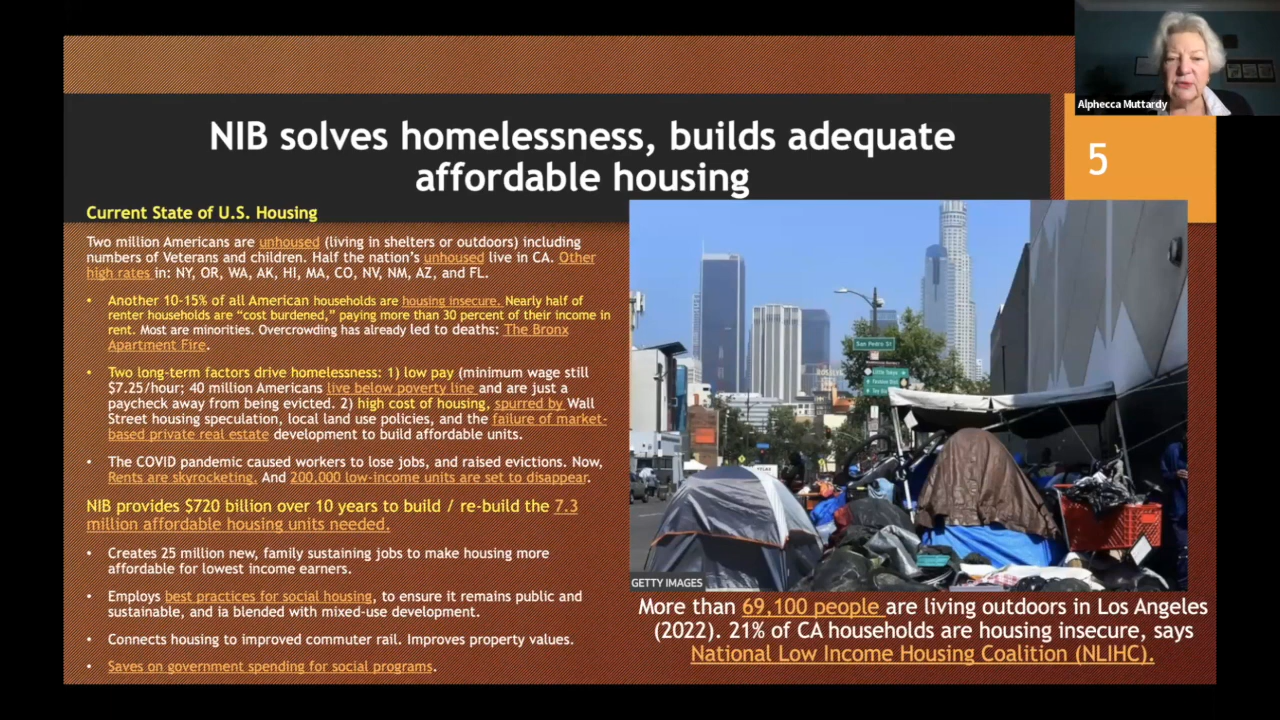 Alphecca Muttardy
NIB solves homelessness, builds adequate
affordable housing
5
Current State of U.S. Housing
Two million Americans are unhoused (living in shelters or outdoors) including
numbers of Veterans and children. Half the nation's unhoused live in CA. Other
high rates in: NY, OR, WA, AK, HI, MA, CO, NV, NM, AZ, and FL.
• Another 10-15% of all American households are housing insecure. Nearly half of
renter households are "cost burdened," paying more than 30 percent of their income in
rent. Most are minorities. Overcrowding has already led to deaths: The Bronx
Apartment Fire.
• Two long-term factors drive homelessness: 1) low pay (minimum wage still
$7.25/hour; 40 million Americans live below poverty line and are just a
paycheck away from being evicted. 2) high cost of housing, spurred by Wall
Street housing speculation, local land use policies, and the failure of market-
based private real estate development to build affordable units.
• The COVID pandemic caused workers to lose jobs, and raised evictions. Now,
Rents are skyrocketing. And 200,000 low-income units are set to disappear.
NIB provides $720 billion over 10 years to build / re-build the 7.3
million affordable housing units needed.
• Creates 25 million new, family sustaining jobs to make housing more
affordable for lowest income earners.
• Employs best practices for social housing, to ensure it remains public and
sustainable, and ia blended with mixed-use development.
• Connects housing to improved commuter rail. Improves property values.
• Saves on government spending for social programs.
San Pedro St
Little Tokyo
GETTY IMAGES
More than 69,100 people are living outdoors in Los Angeles
(2022). 21% of CA households are housing insecure, says
National Low Income Housing Coalition (NLIHC).